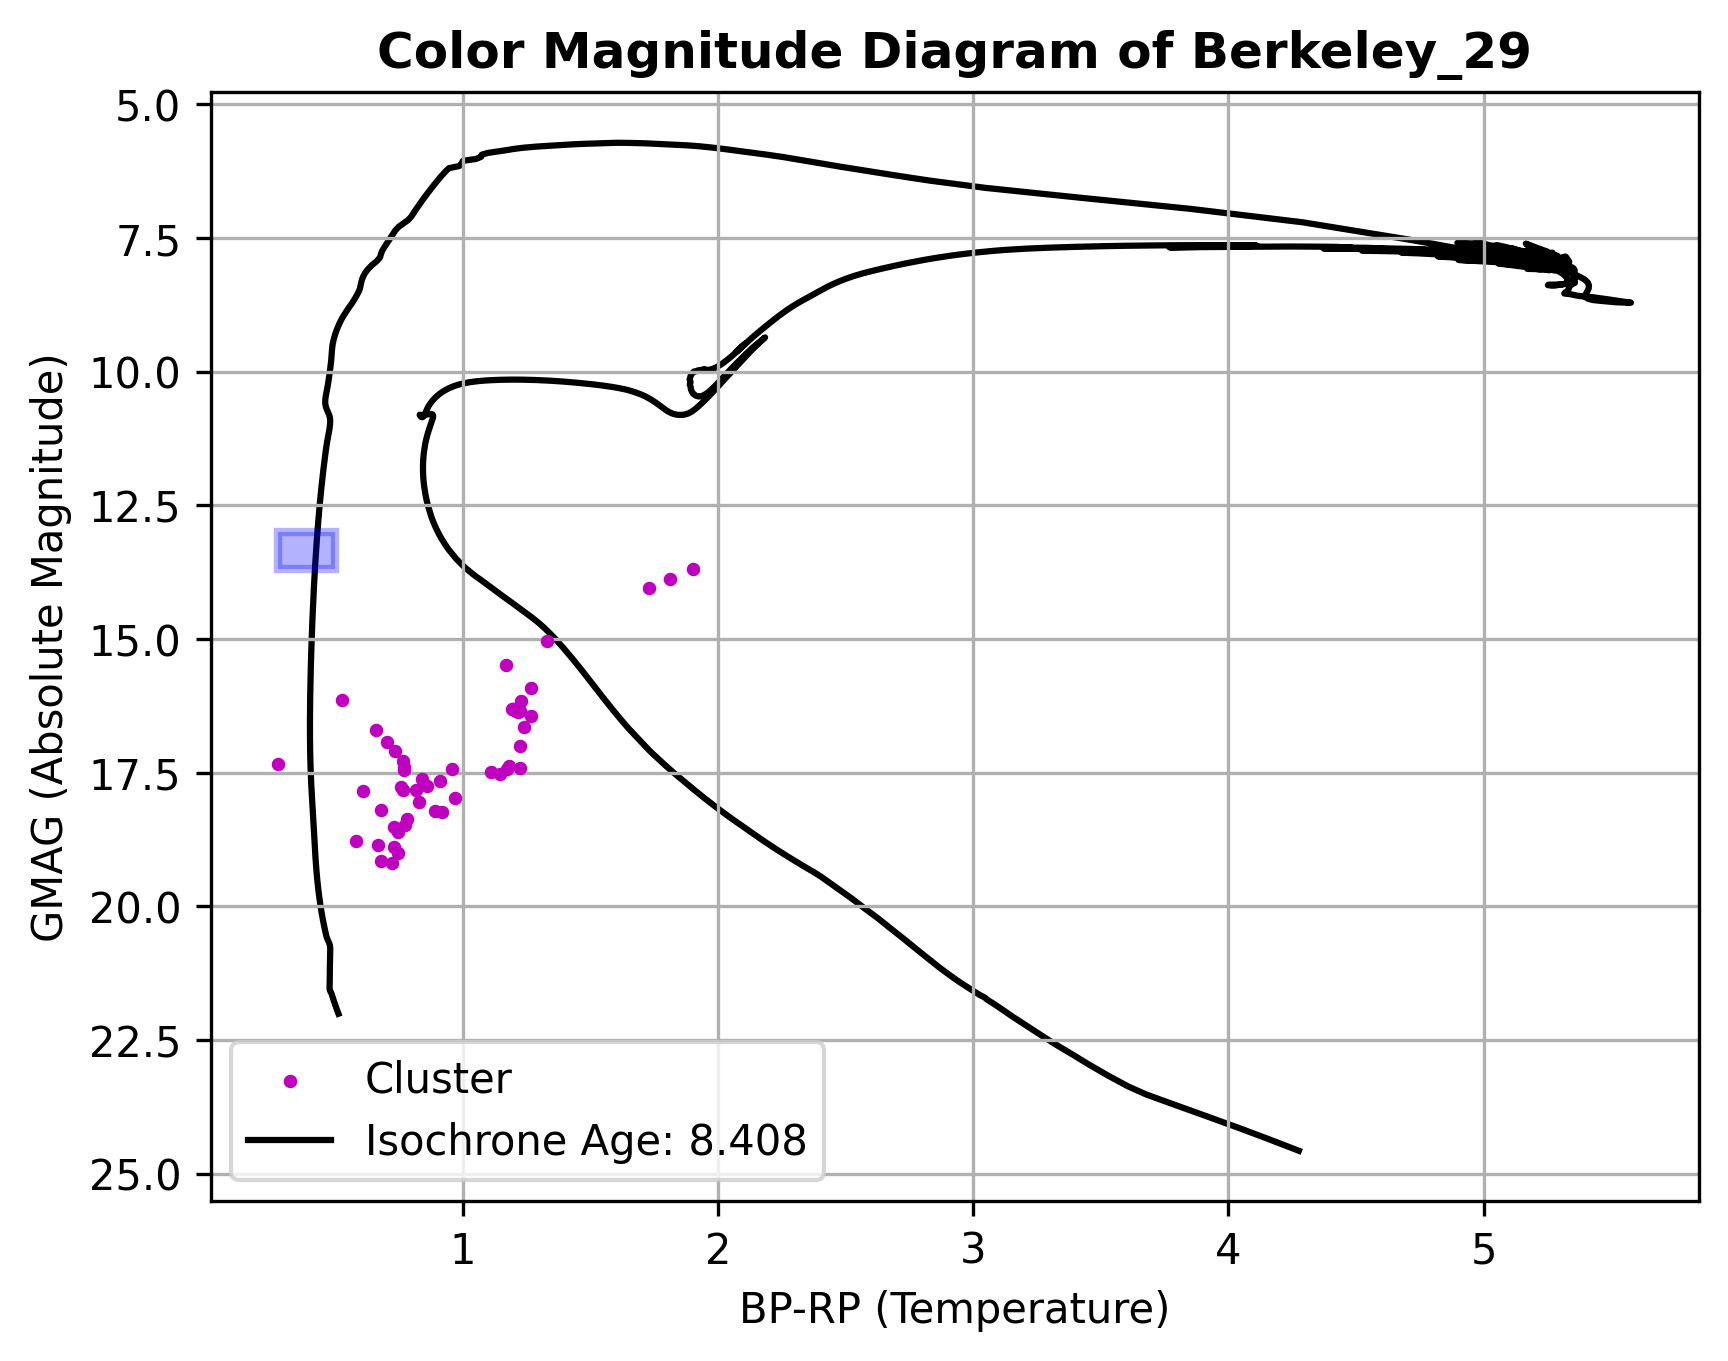 Color Magnitude Diagram of Berkeley_29
GMAG (Absolute Magnitude)
5.0
7.5
10.0
12.5
15.0
17.5
20.0
22.5
25.0
Cluster
Isochrone Age: 8.408
1 2 3 4 5
BP-RP (Temperature)